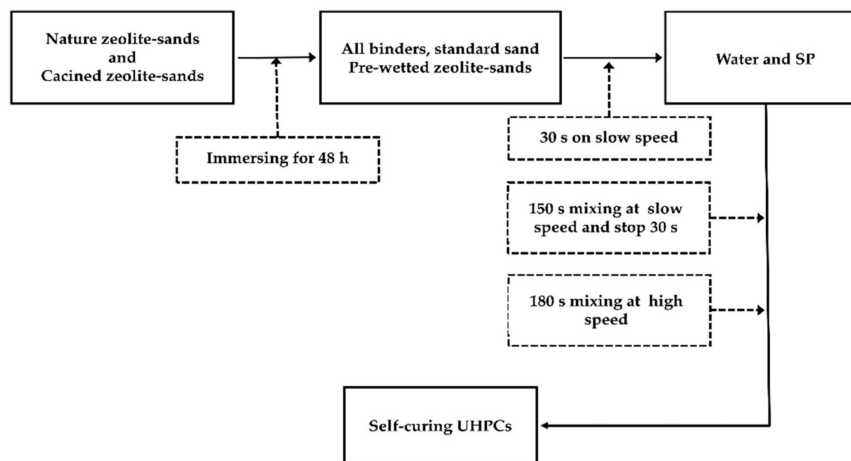 Nature zeolite-sands
and
Cacined zeolite-sands
All binders, standard sand
Pre-wetted zeolite-sands
Water and SP
Immersing for 48 h
30 s on slow speed
150 s mixing at slow
speed and stop 30 s
180 s mixing at high
speed
Self-curing UHPCs